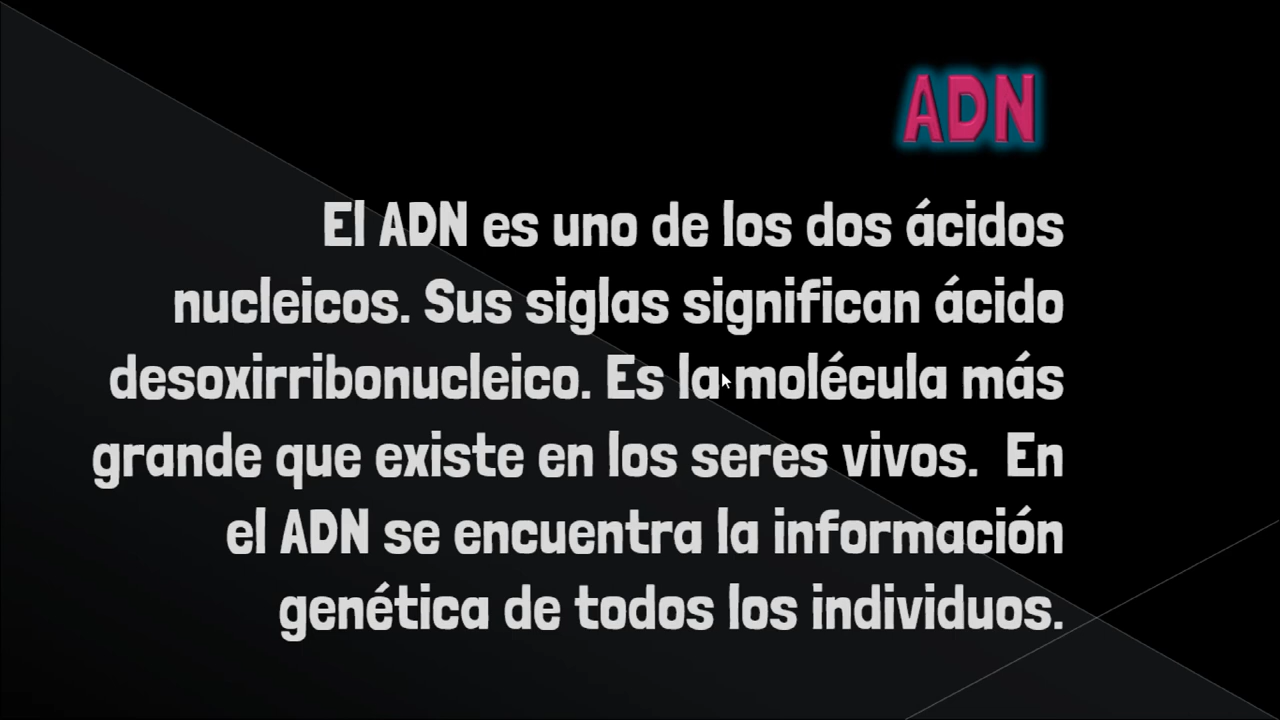 ADN
El ADN es uno de los dos ácidos
nucleicos. Sus siglas significan ácido
desoxirribonucleico. Es la molécula más
grande que existe en los seres vivos.  En
el ADN se encuentra la información
genética de todos los individuos.